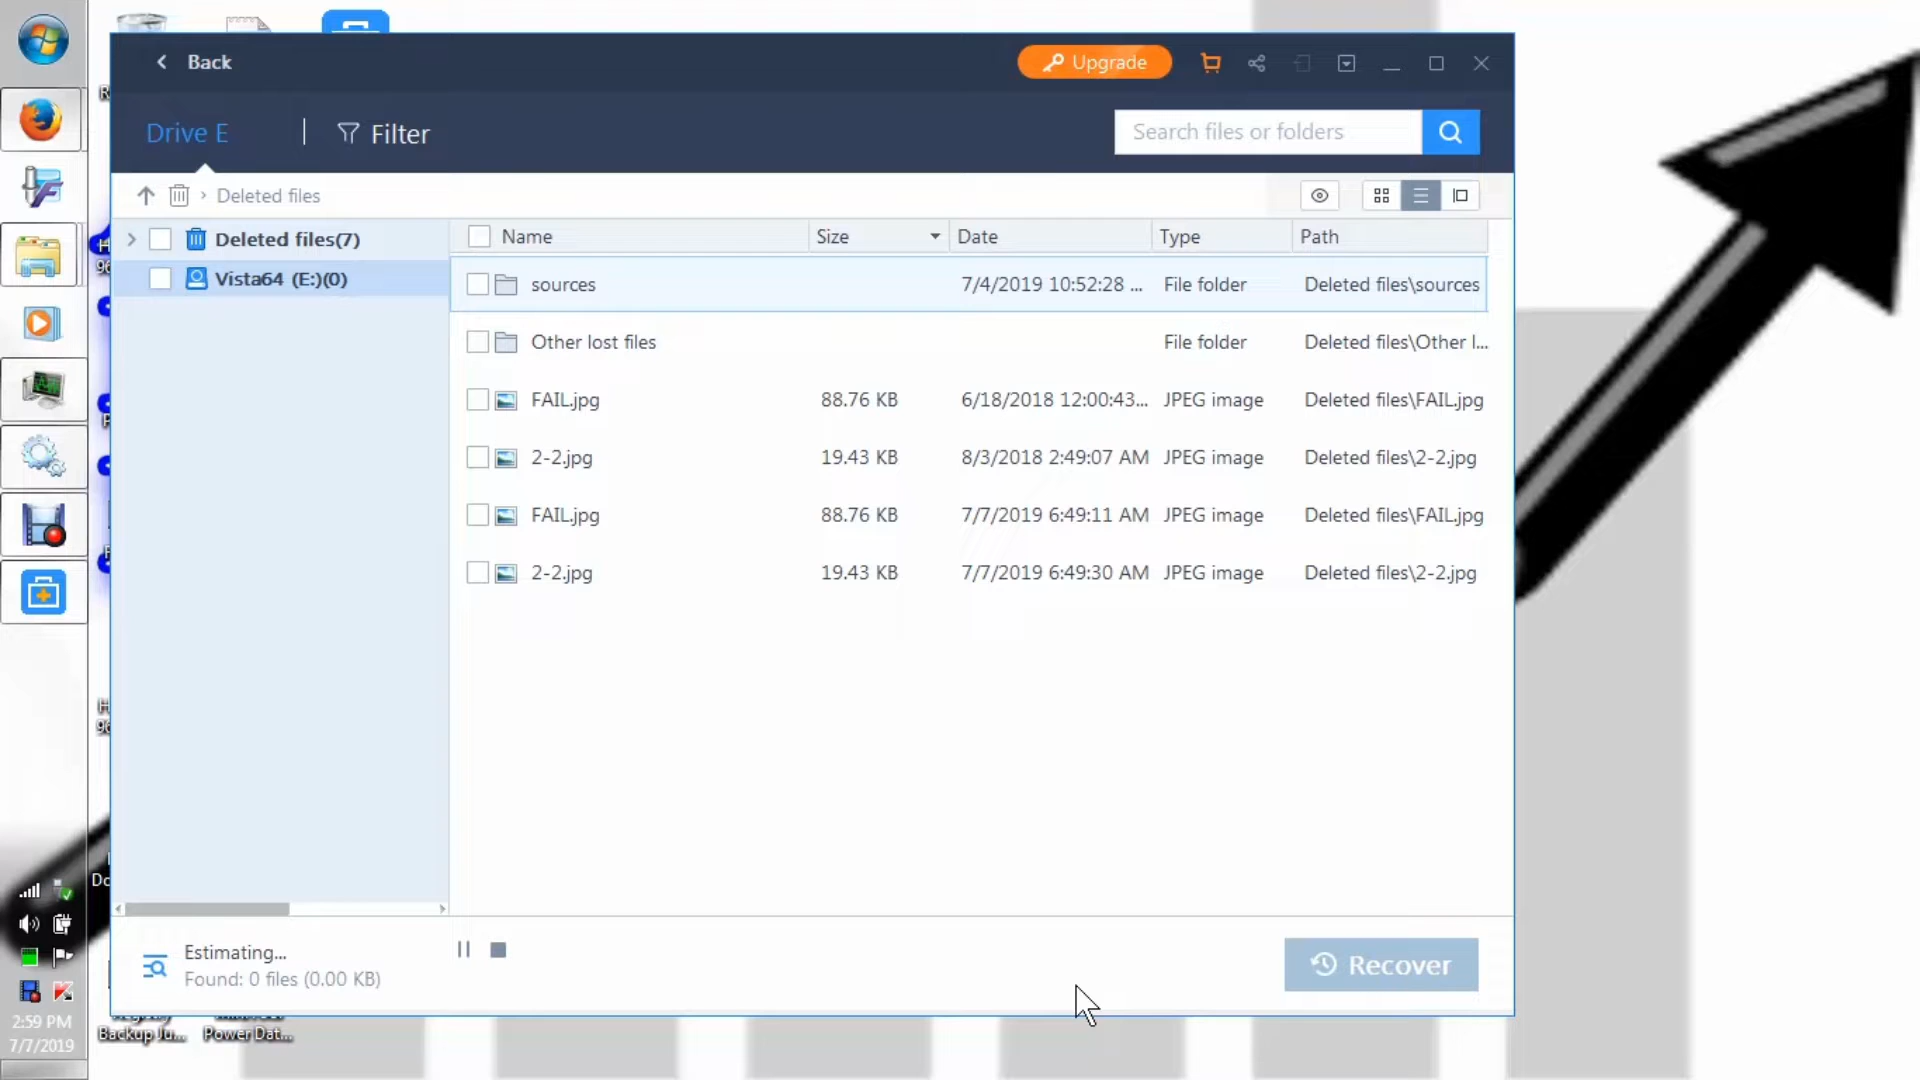 Back
Upgrade
Drive E
Filter
Search files or folders
Deleted files
Deleted files(7)
Vista64 (E:)(0)
Name Size Date Type Path
sources 7/4/2019 10:52:28 ... File folder Deleted files\sources
Other lost files File folder Deleted files\Other l...
FAIL.jpg 88.76 KB 6/18/2018 12:00:43... JPEG image Deleted files\FAIL.jpg
2-2.jpg 19.43 KB 8/3/2018 2:49:07 AM JPEG image Deleted files\2-2.jpg
FAIL.jpg 88.76 KB 7/7/2019 6:49:11 AM JPEG image Deleted files\FAIL.jpg
2-2.jpg 19.43 KB 7/7/2019 6:49:30 AM JPEG image Deleted files\2-2.jpg
Estimating...
Found: 0 files (0.00 KB)
Recover
2:59 PM
7/7/2019
Backup Ju...
Power Dat...